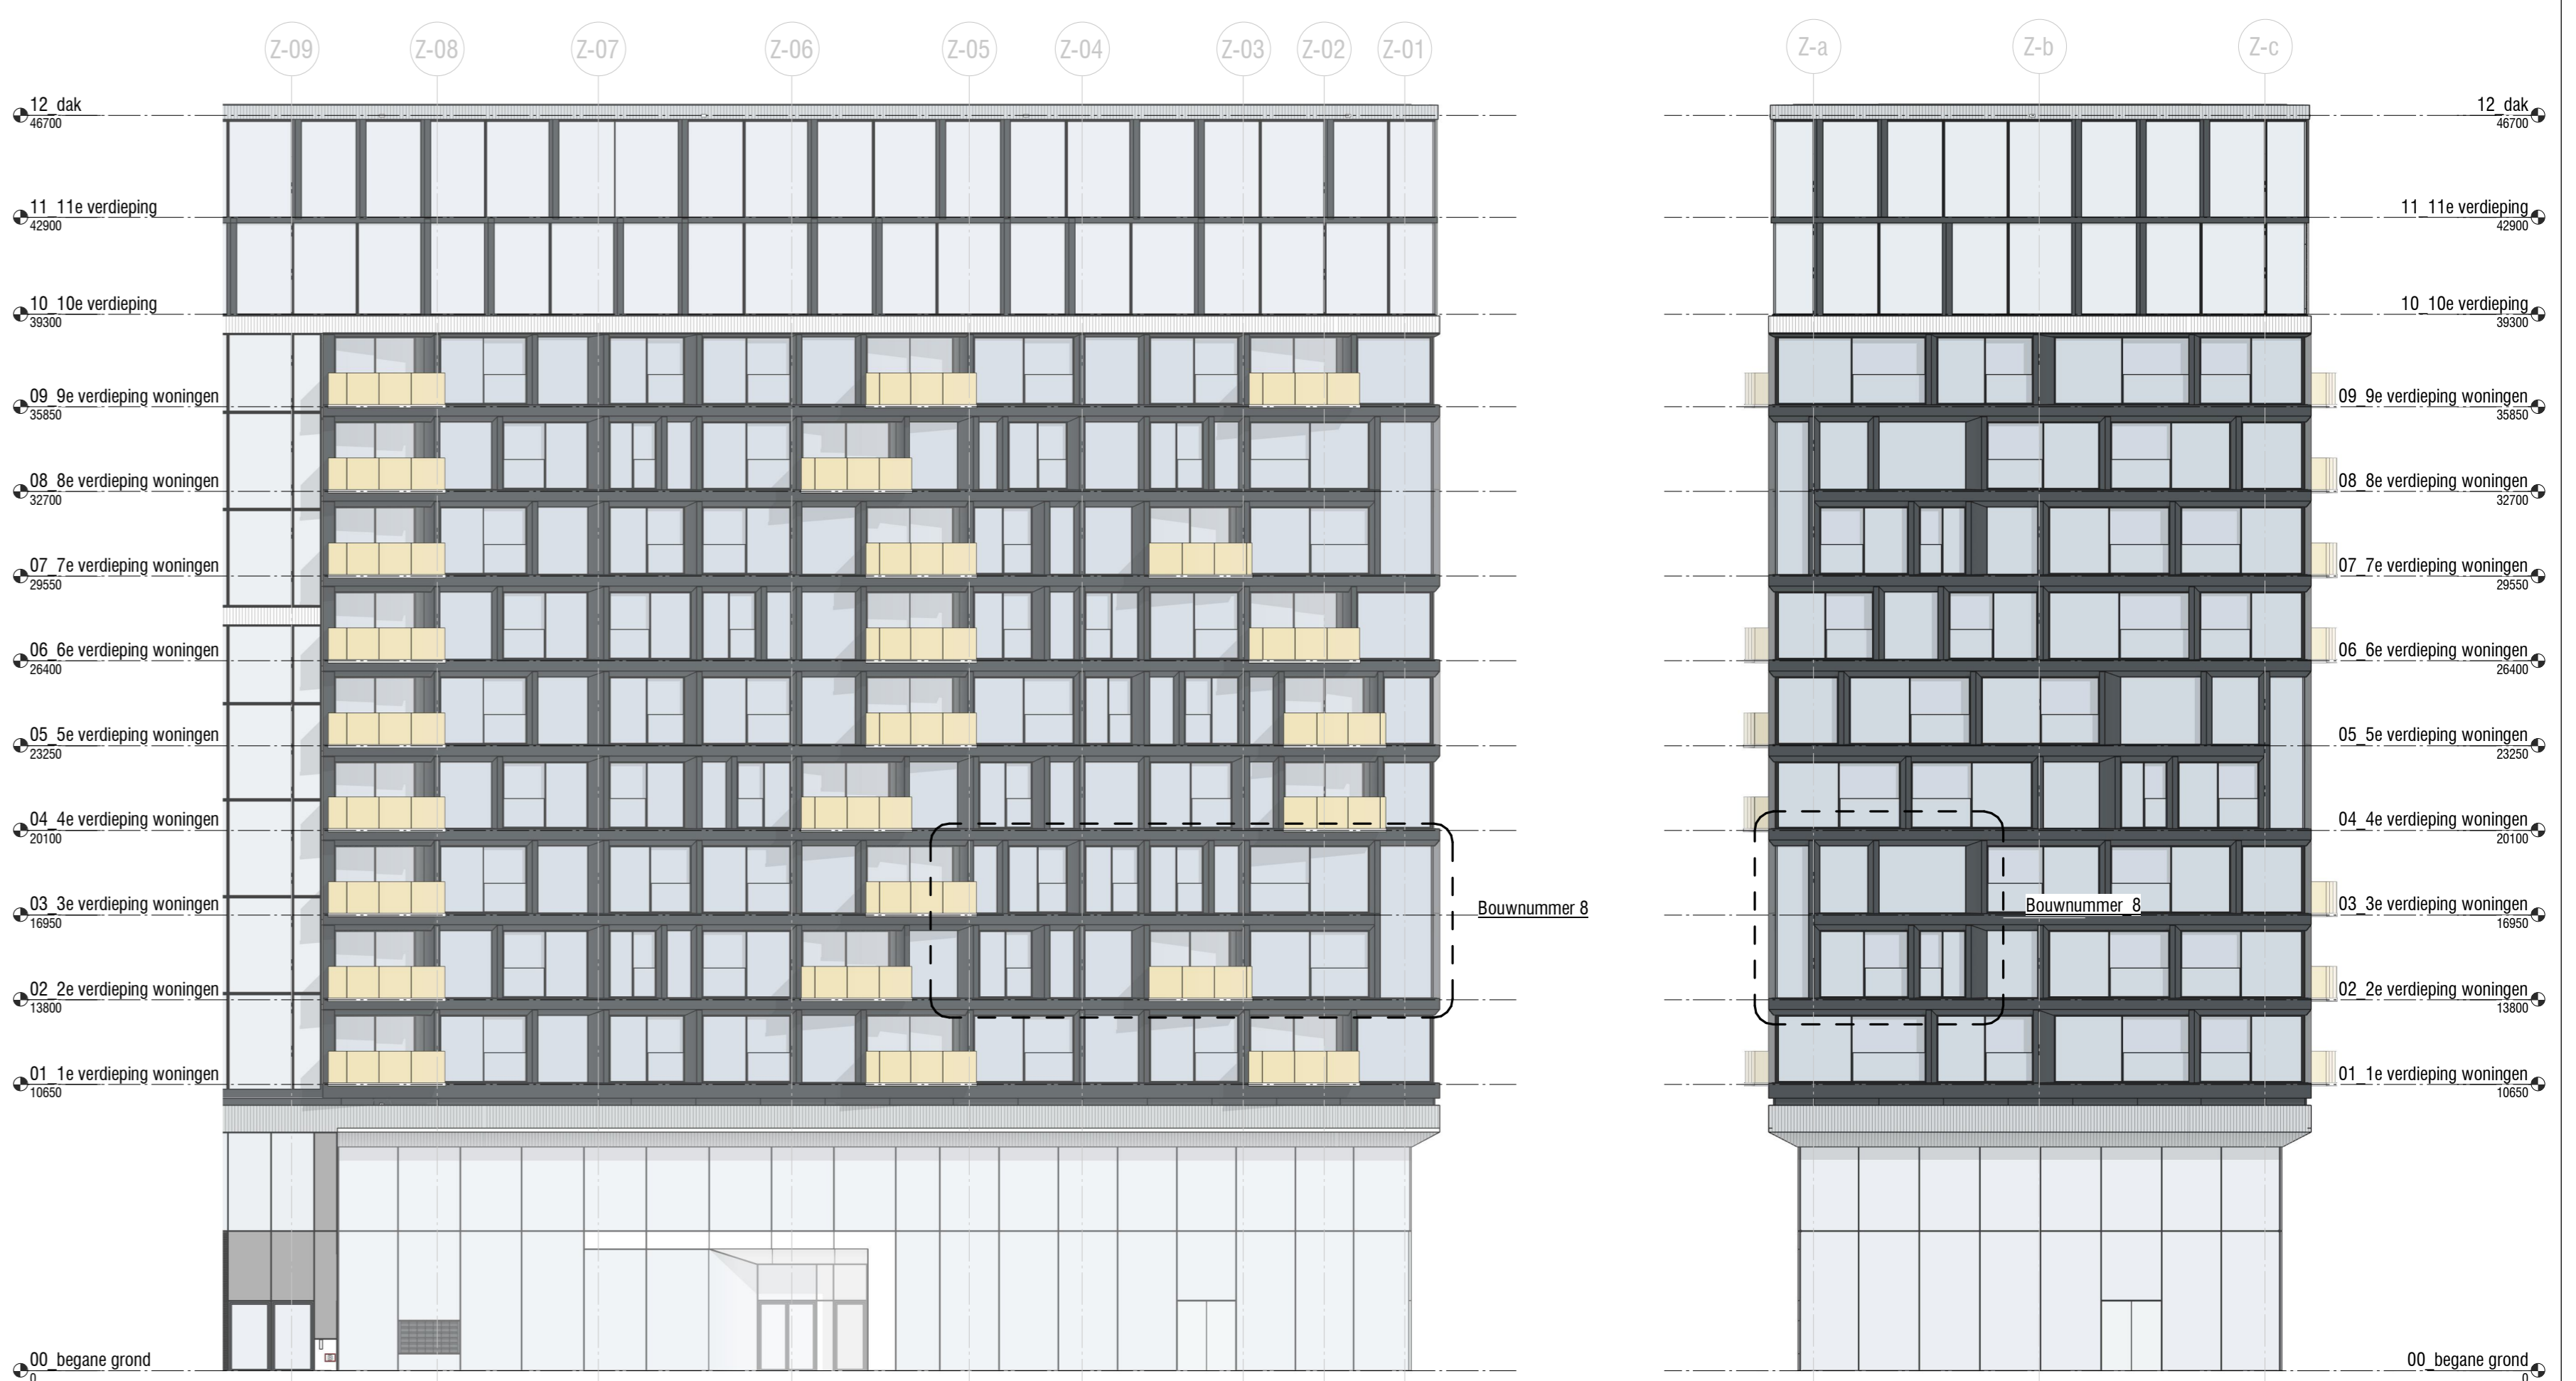 Z-09 Z-08 Z-07 Z-06 Z-05 Z-04 Z-03 Z-02 Z-01 Z-a Z-b Z-c
12_dak
46700
12_dak
46700
11_11e verdieping
42900
11_11e verdieping
42900
10_10e verdieping
39300
10_10e verdieping
39300
09_9e verdieping woningen
35850
09_9e verdieping woningen
35850
08_8e verdieping woningen
32700
08_8e verdieping woningen
32700
07_7e verdieping woningen
29550
07_7e verdieping woningen
29550
06_6e verdieping woningen
26400
06_6e verdieping woningen
26400
05_5e verdieping woningen
23250
05_5e verdieping woningen
23250
04_4e verdieping woningen
20100
04_4e verdieping woningen
20100
03_3e verdieping woningen
16950
Bouwnummer 8
Bouwnummer 8
03_3e verdieping woningen
16950
02_2e verdieping woningen
13800
02_2e verdieping woningen
13800
01_1e verdieping woningen
10650
01_1e verdieping woningen
10650
00_begane grond
0
00_begane grond
0